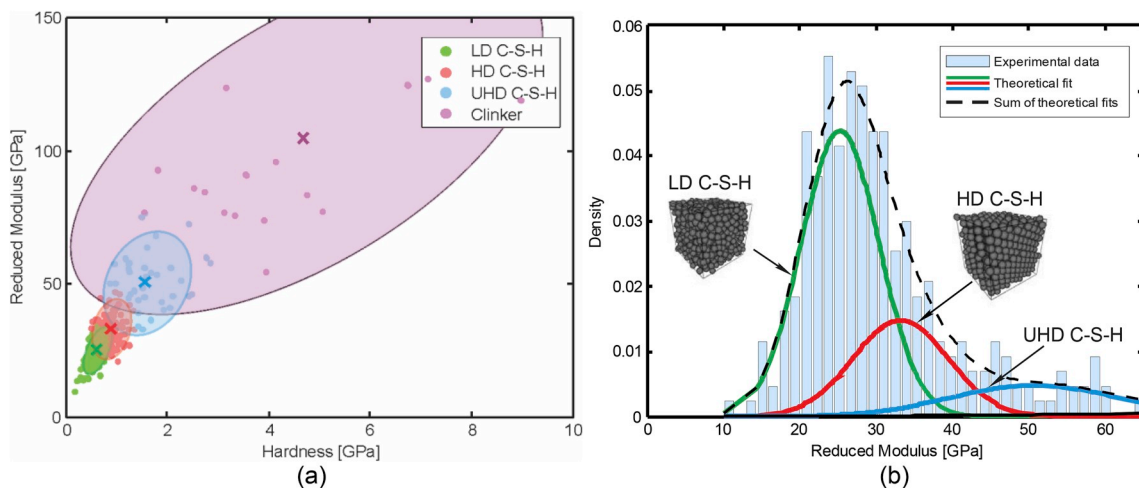 150
100
50
0
0
2
4
6
8
10
Reduced Modulus [GPa]
Hardness [GPa]
LD C-S-H
HD C-S-H
UHD C-S-H
Clinker
(a)
0.06
0.05
0.04
0.03
0.02
0.01
0
0
10
20
30
40
50
60
Density
Reduced Modulus [GPa]
Experimental data
Theoretical fit
Sum of theoretical fits
LD C-S-H
HD C-S-H
UHD C-S-H
(b)